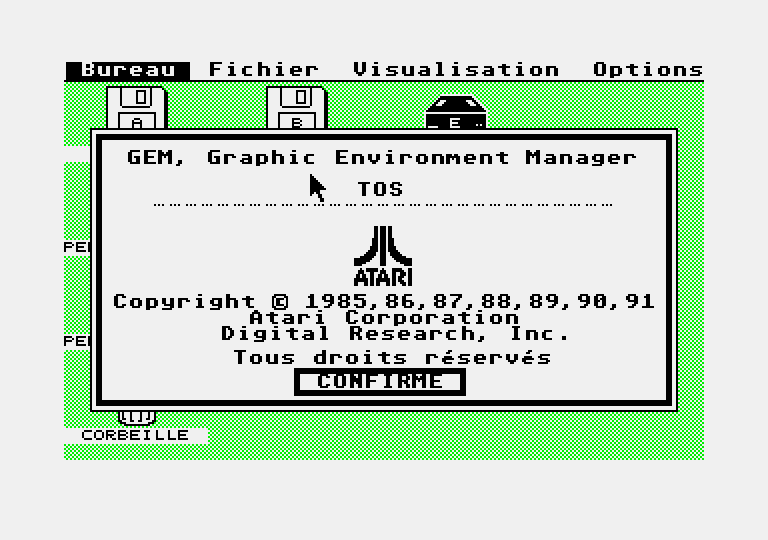 Bureau Fichier Visualisation Options
A B E
GEM, Graphic Environment Manager
TOS
ATARI
Copyright © 1985,86,87,88,89,90,91
Atari Corporation
Digital Research, Inc.
Tous droits réservés
CONFIRME
CORBEILLE